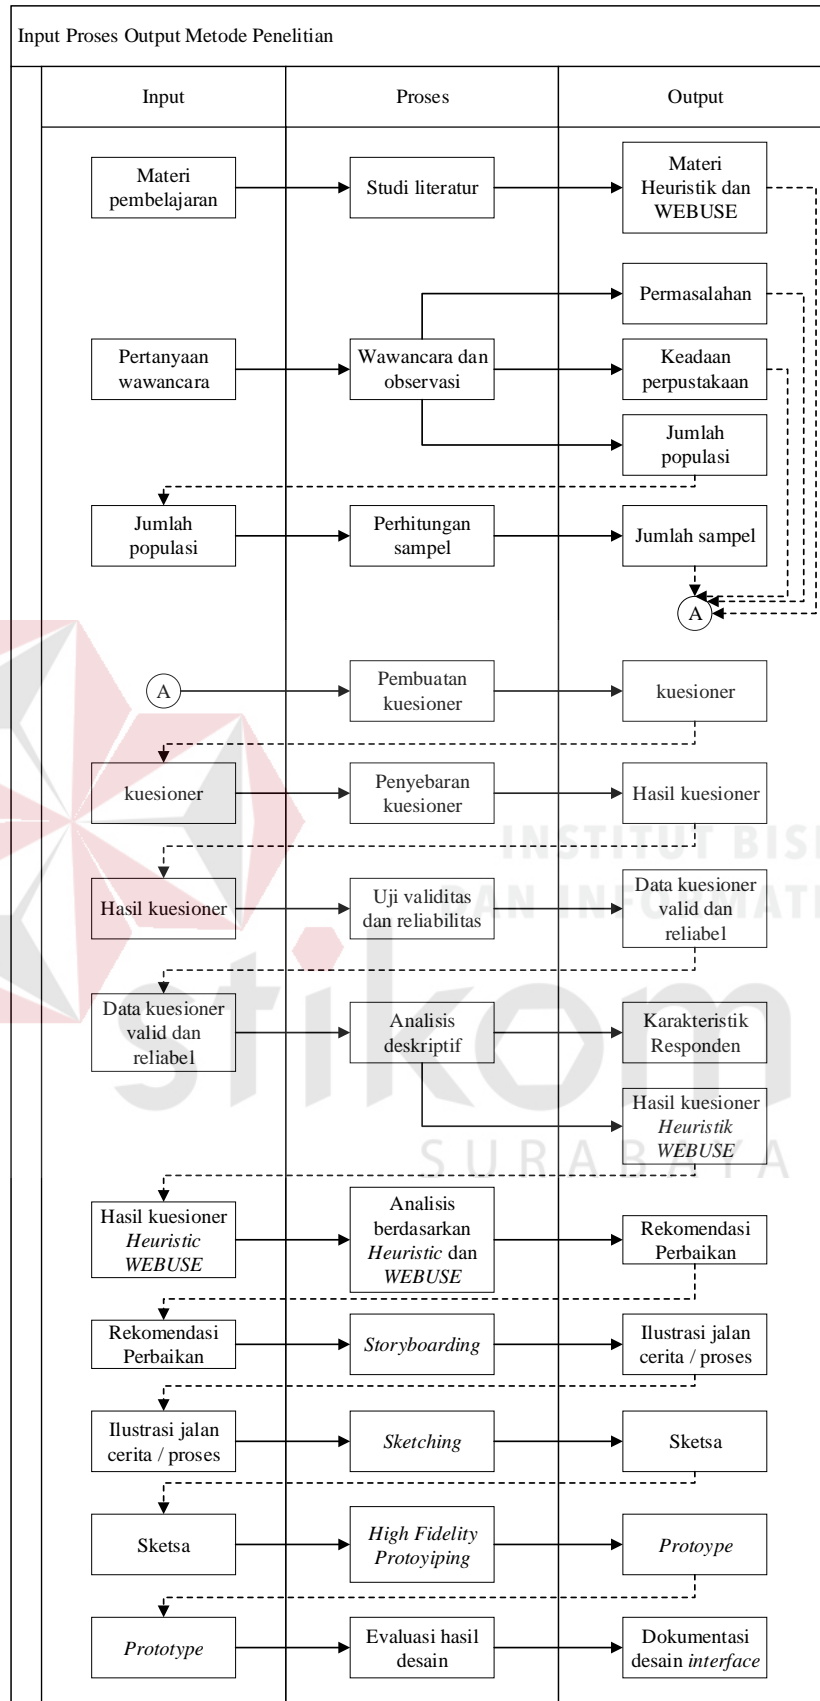 Input Proses Output Metode Penelitian
Input
Proses
Output
Materi
pembelajaran
Studi literatur
Materi
Heuristik dan
WEBUSE
Permasalahan
Pertanyaan
wawancara
Wawancara dan
observasi
Keadaan
perpustakaan
Jumlah
populasi
Jumlah
populasi
Perhitungan
sampel
Jumlah sampel
A
A
Pembuatan
kuesioner
kuesioner
kuesioner
Penyebaran
kuesioner
Hasil kuesioner
INSTITUT BISI
Hasil kuesioner
Uji validitas
dan reliabilitas
Data kuesioner
valid dan
reliabel
DAN INFORMATI
Data kuesioner
valid dan
reliabel
Analisis
deskriptif
Karakteristik
Responden
stikom
Hasil kuesioner
Heuristik
WEBUSE
SURABAYA
Hasil kuesioner
Heuristic
WEBUSE
Analisis
berdasarkan
Heuristic dan
WEBUSE
Rekomendasi
Perbaikan
Rekomendasi
Perbaikan
Storyboarding
Ilustrasi jalan
cerita / proses
Ilustrasi jalan
cerita / proses
Sketching
Sketsa
Sketsa
High Fidelity
Protoyiping
Protoype
Prototype
Evaluasi hasil
desain
Dokumentasi
desain interface